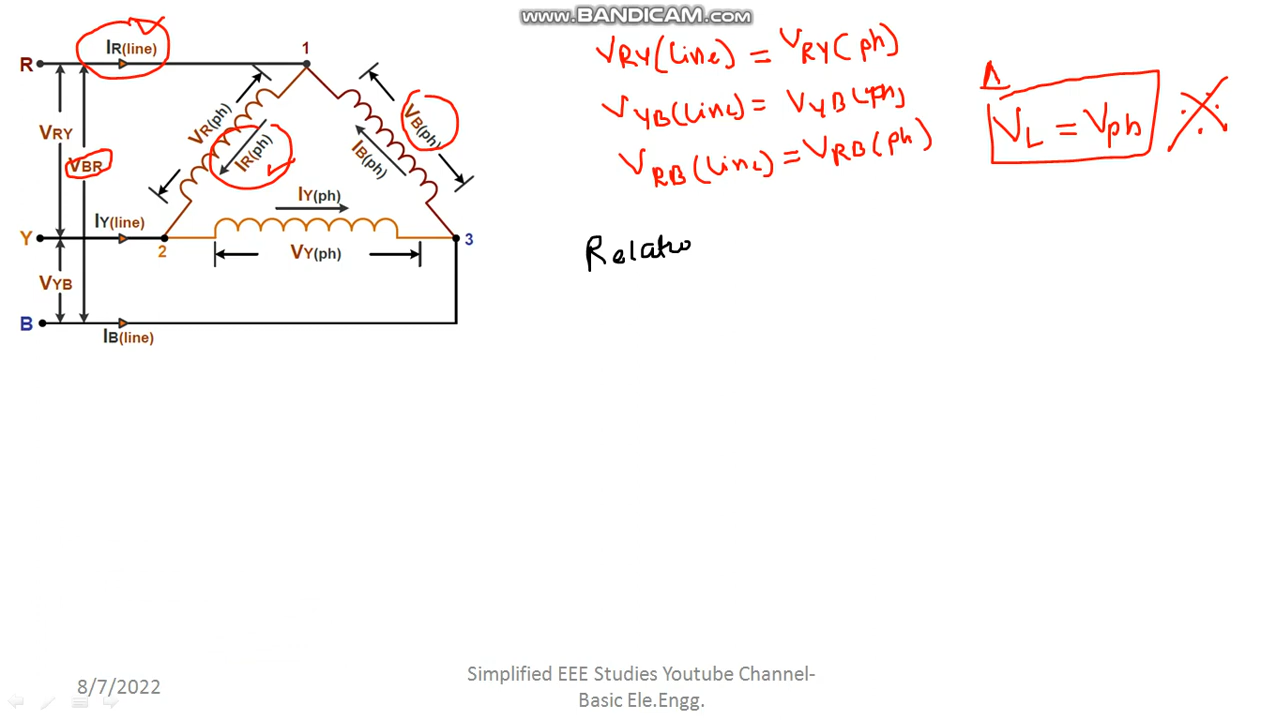 www.BANDICAM.com
IR(line)
R
1
VRY
VBR
VR(ph)
IR(ph)
VB(ph)
IB(ph)
IY(line)
IY(ph)
Y
2
3
VY(ph)
VYB
B
IB(line)
VRY(line) = VRY(ph)
VYB(line) = VYB(ph)
VRB(line) = VRB(ph)
Δ
VL = Vph
Relatio
8/7/2022
Simplified EEE Studies Youtube Channel-
Basic Ele.Engg.